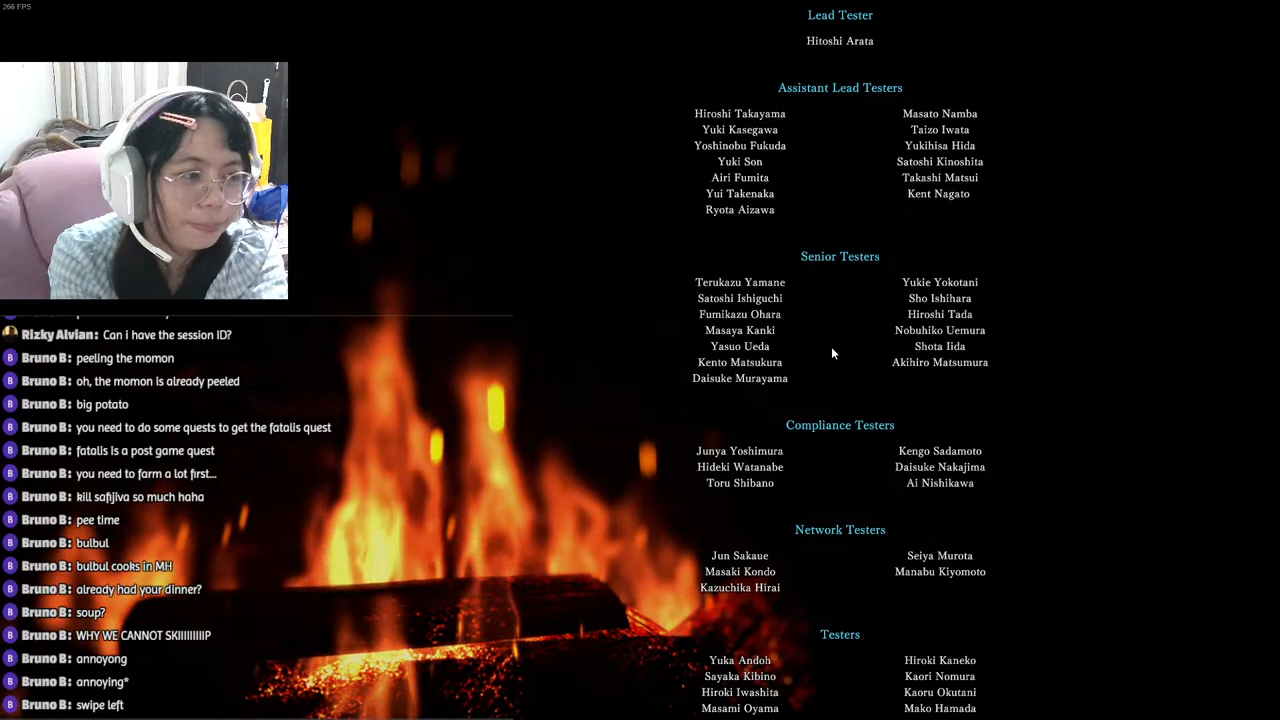 266 FPS
Rizky Alvian: Can i have the session ID?
Bruno B: peeling the momon
Bruno B: oh, the momon is already peeled
Bruno B: big potato
Bruno B: you need to do some quests to get the fatalis quest
Bruno B: fatalis is a post game quest
Bruno B: you need to farm a lot first...
Bruno B: kill safijiva so much haha
Bruno B: pee time
Bruno B: bulbul
Bruno B: bulbul cooks in MH
Bruno B: already had your dinner?
Bruno B: soup?
Bruno B: WHY WE CANNOT SKIIIIIIIIIP
Bruno B: annoyong
Bruno B: annoying*
Bruno B: swipe left
Lead Tester
Hitoshi Arata
Assistant Lead Testers
Hiroshi Takayama Masato Namba
Yuki Kasegawa Taizo Iwata
Yoshinobu Fukuda Yukihisa Hida
Yuki Son Satoshi Kinoshita
Airi Fumita Takashi Matsui
Yui Takenaka Kent Nagato
Ryota Aizawa
Senior Testers
Terukazu Yamane Yukie Yokotani
Satoshi Ishiguchi Sho Ishihara
Fumikazu Ohara Hiroshi Tada
Masaya Kanki Nobuhiko Uemura
Yasuo Ueda Shota Iida
Kento Matsukura Akihiro Matsumura
Daisuke Murayama
Compliance Testers
Junya Yoshimura Kengo Sadamoto
Hideki Watanabe Daisuke Nakajima
Toru Shibano Ai Nishikawa
Network Testers
Jun Sakaue Seiya Murota
Masaki Kondo Manabu Kiyomoto
Kazuchika Hirai
Testers
Yuka Andoh Hiroki Kaneko
Sayaka Kibino Kaori Nomura
Hiroki Iwashita Kaoru Okutani
Masami Oyama Mako Hamada